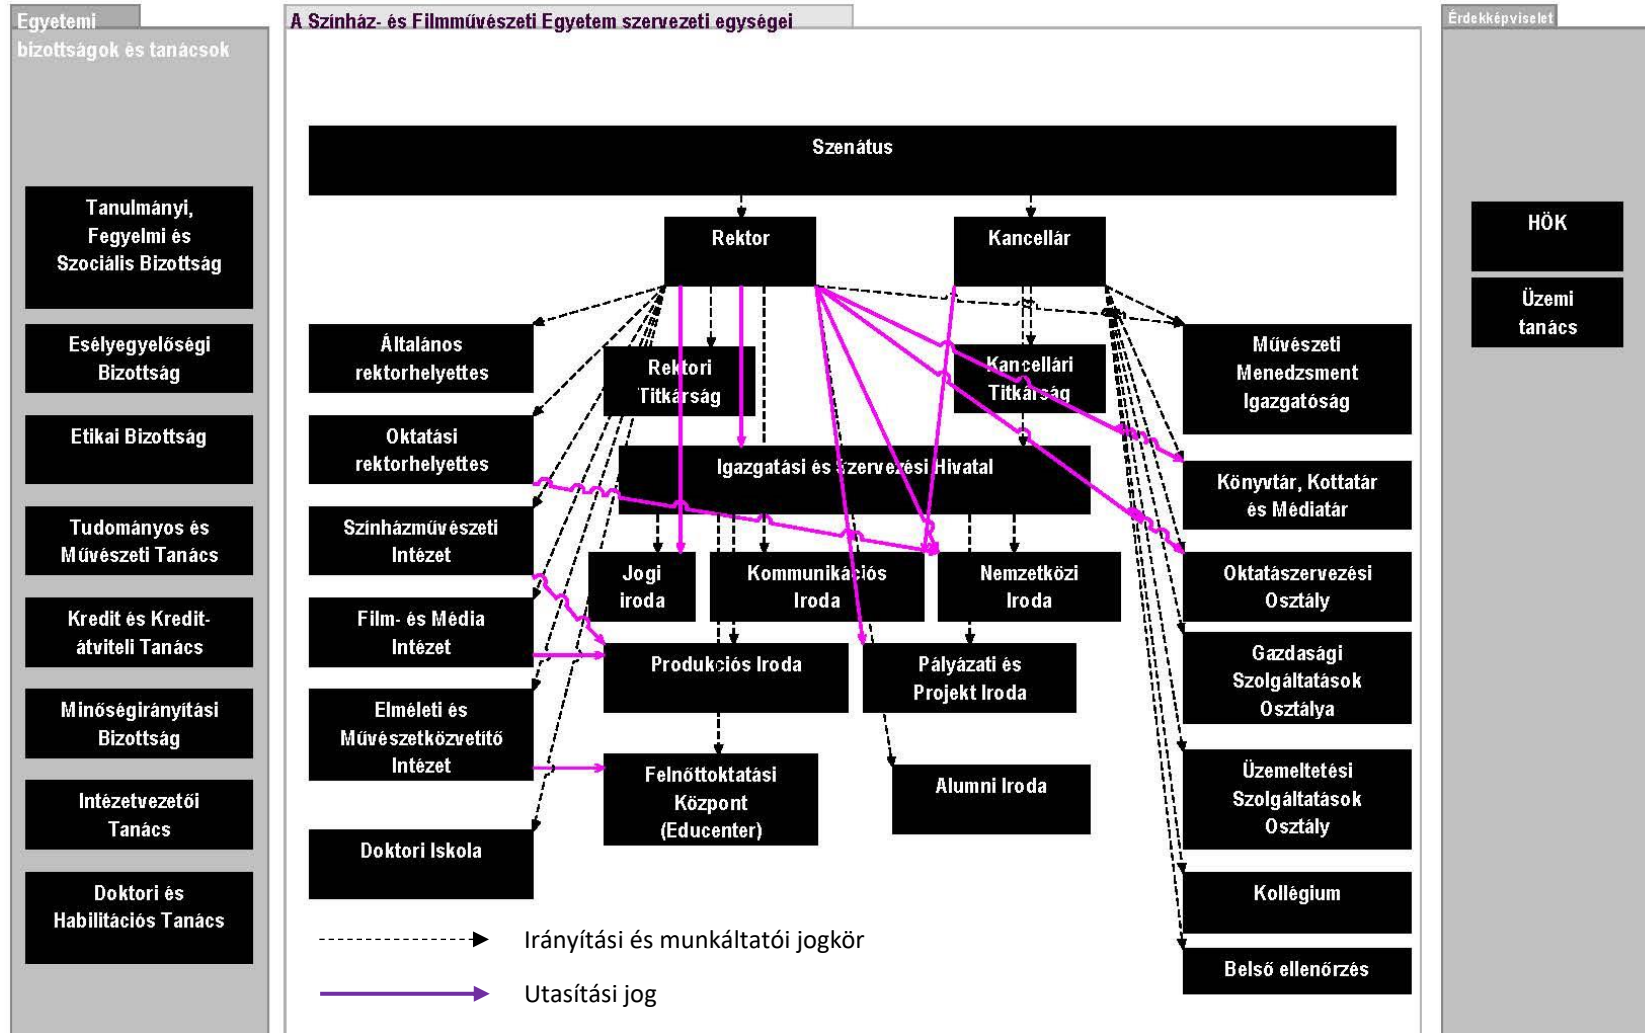 Egyetemi
bizottságok és tanácsok
Tanulmányi,
Fegyelmi és
Szociális Bizottság
Esélyegyelőségi
Bizottság
Etikai Bizottság
Tudományos és
Művészeti Tanács
Kredit és Kredit-
átviteli Tanács
Minőségirányítási
Bizottság
Intézetvezetői
Tanács
Doktori és
Habilitációs Tanács
A Színház- és Filmművészeti Egyetem szervezeti egységei
Szenátus
Rektor
Kancellár
Általános
rektorhelyettes
Oktatási
rektorhelyettes
Színházművészeti
Intézet
Film- és Média
Intézet
Elméleti és
Művészetközvetítő
Intézet
Doktori Iskola
Rektori
Titkárság
Kancellári
Titkárság
Igazgatási és Szervezési Hivatal
Jogi
iroda
Kommunikációs
Iroda
Nemzetközi
Iroda
Produkciós Iroda
Pályázati és
Projekt Iroda
Felnőttoktatási
Központ
(Educenter)
Alumni Iroda
Művészeti
Menedzsment
Igazgatóság
Könyvtár, Kottatár
és Médiatár
Oktatászervezési
Osztály
Gazdasági
Szolgáltatások
Osztálya
Üzemeltetési
Szolgáltatások
Osztály
Kollégium
Belső ellenőrzés
Irányítási és munkáltatói jogkör
Utasítási jog
Érdekképviselet
HÖK
Üzemi
tanács